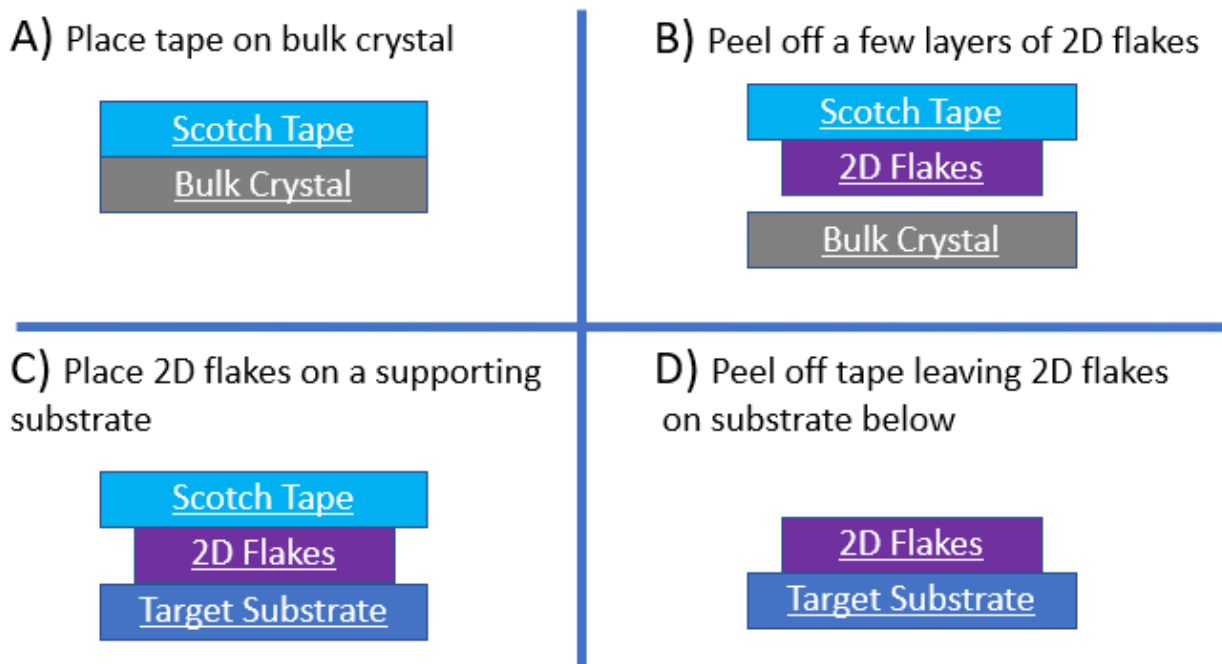 A) Place tape on bulk crystal
Scotch Tape
Bulk Crystal
B) Peel off a few layers of 2D flakes
Scotch Tape
2D Flakes
Bulk Crystal
C) Place 2D flakes on a supporting
substrate
Scotch Tape
2D Flakes
Target Substrate
D) Peel off tape leaving 2D flakes
on substrate below
2D Flakes
Target Substrate